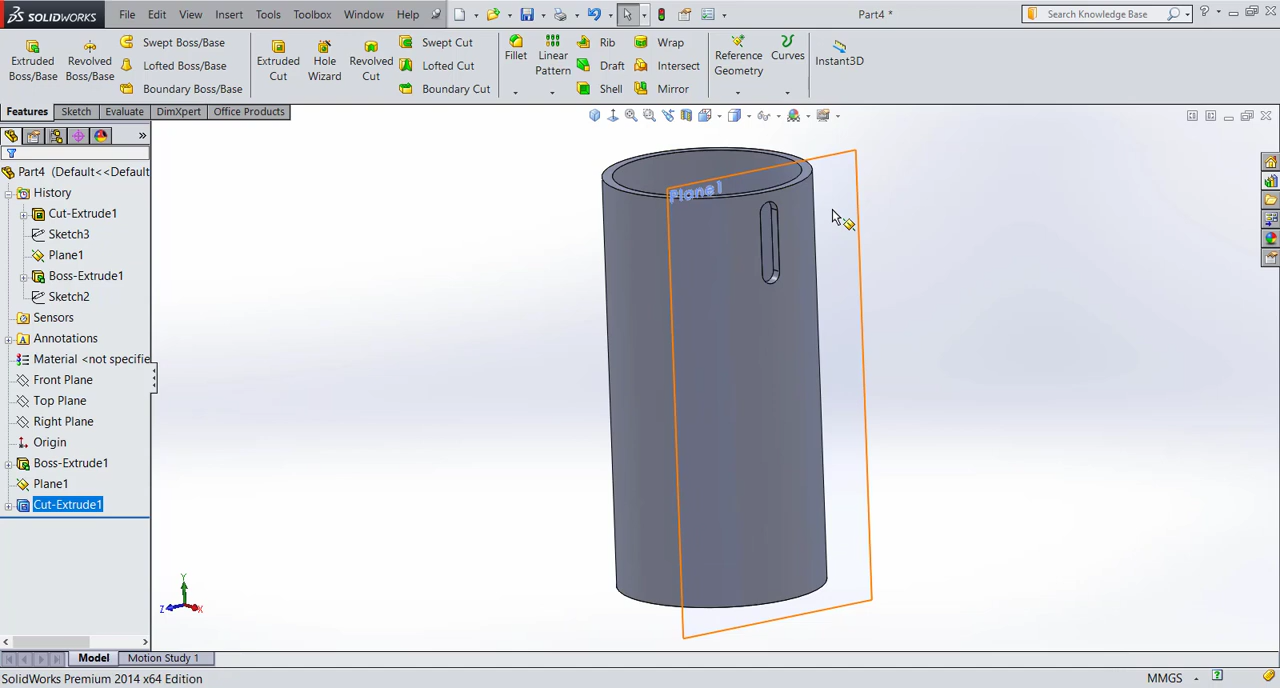 SOLIDWORKS File Edit View Insert Tools Toolbox Window Help Part4 * Search Knowledge Base
Extruded Boss/Base
Revolved Boss/Base
Swept Boss/Base
Lofted Boss/Base
Boundary Boss/Base
Extruded Cut
Hole Wizard
Revolved Cut
Swept Cut
Lofted Cut
Boundary Cut
Fillet
Linear Pattern
Rib
Draft
Shell
Wrap
Intersect
Mirror
Reference Geometry
Curves
Instant3D
Features Sketch Evaluate DimXpert Office Products
Part4 (Default<<Default
History
Cut-Extrude1
Sketch3
Plane1
Boss-Extrude1
Sketch2
Sensors
Annotations
Material <not specifie
Front Plane
Top Plane
Right Plane
Origin
Boss-Extrude1
Plane1
Cut-Extrude1
Plane1
Y
Z X
Model Motion Study 1
SolidWorks Premium 2014 x64 Edition MMGS